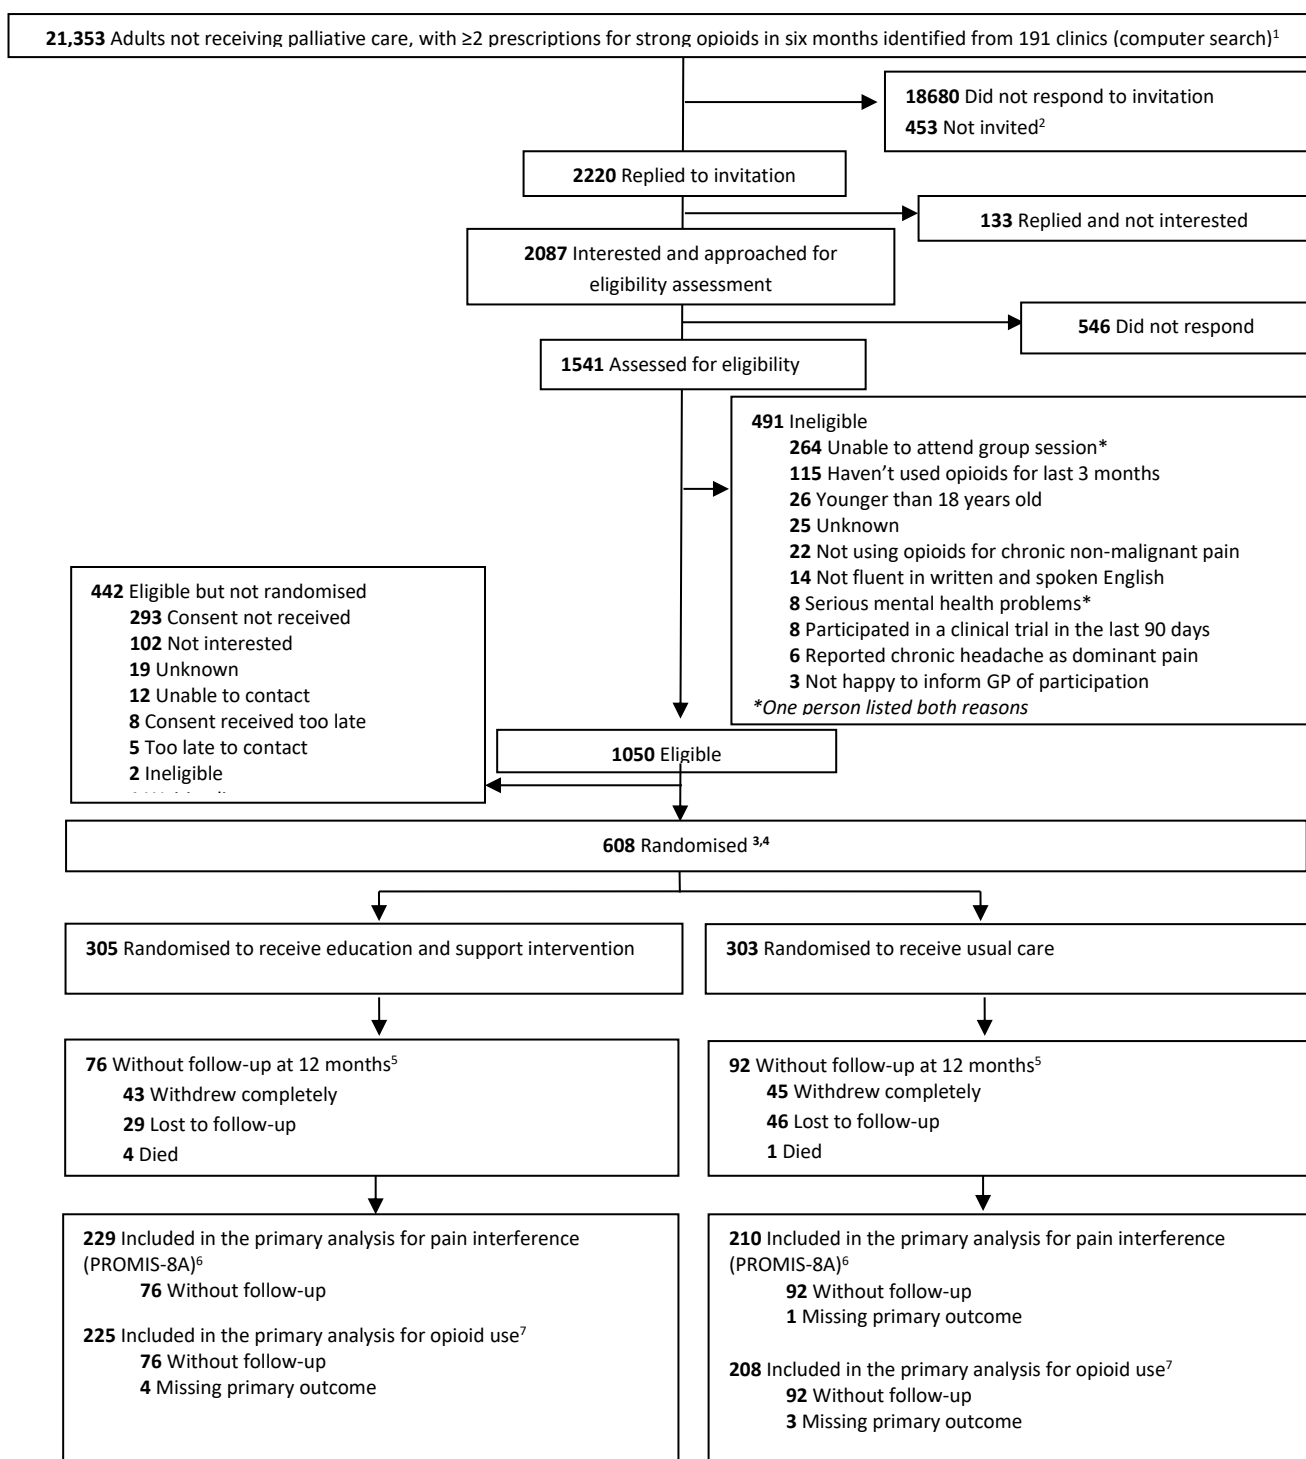 21,353 Adults not receiving palliative care, with ≥2 prescriptions for strong opioids in six months identified from 191 clinics (computer search)1
18680 Did not respond to invitation
453 Not invited2
2220 Replied to invitation
133 Replied and not interested
2087 Interested and approached for
eligibility assessment
546 Did not respond
1541 Assessed for eligibility
491 Ineligible
264 Unable to attend group session*
115 Haven’t used opioids for last 3 months
26 Younger than 18 years old
25 Unknown
22 Not using opioids for chronic non-malignant pain
14 Not fluent in written and spoken English
8 Serious mental health problems*
8 Participated in a clinical trial in the last 90 days
6 Reported chronic headache as dominant pain
3 Not happy to inform GP of participation
*One person listed both reasons
442 Eligible but not randomised
293 Consent not received
102 Not interested
19 Unknown
12 Unable to contact
8 Consent received too late
5 Too late to contact
2 Ineligible
1050 Eligible
608 Randomised 3,4
305 Randomised to receive education and support intervention
303 Randomised to receive usual care
76 Without follow-up at 12 months5
43 Withdrew completely
29 Lost to follow-up
4 Died
92 Without follow-up at 12 months5
45 Withdrew completely
46 Lost to follow-up
1 Died
229 Included in the primary analysis for pain interference
(PROMIS-8A)6
76 Without follow-up
225 Included in the primary analysis for opioid use7
76 Without follow-up
4 Missing primary outcome
210 Included in the primary analysis for pain interference
(PROMIS-8A)6
92 Without follow-up
1 Missing primary outcome
208 Included in the primary analysis for opioid use7
92 Without follow-up
3 Missing primary outcome